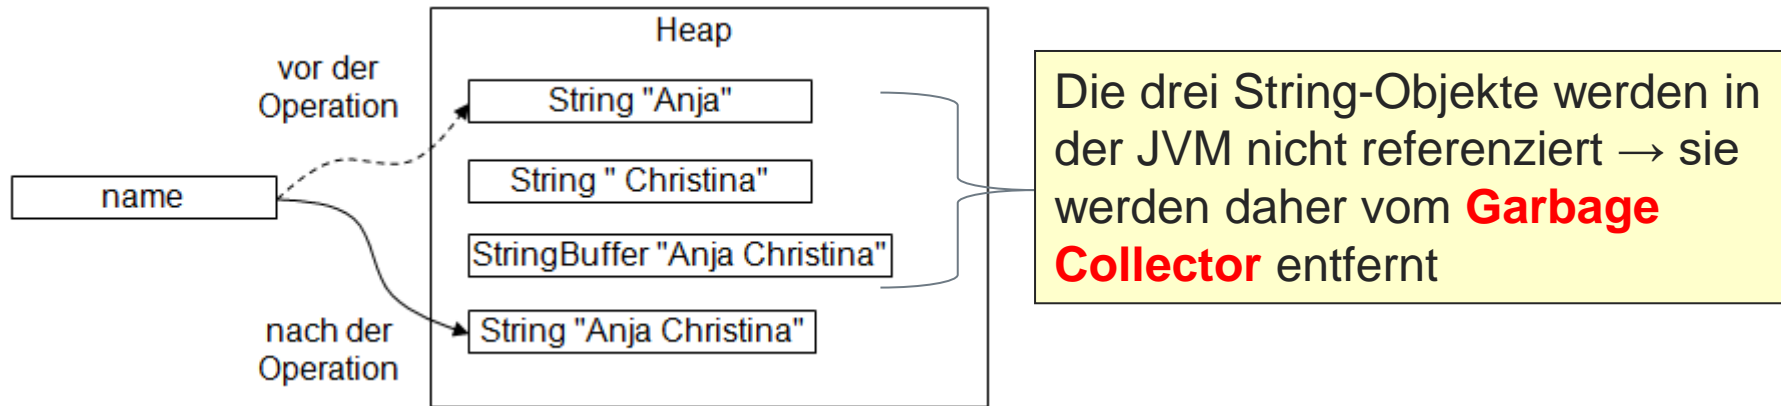 Heap
vor der
Operation
String "Anja"
String " Christina"
name
StringBuffer "Anja Christina"
nach der
Operation
String "Anja Christina"
Die drei String-Objekte werden in
der JVM nicht referenziert → sie
werden daher vom Garbage
Collector entfernt